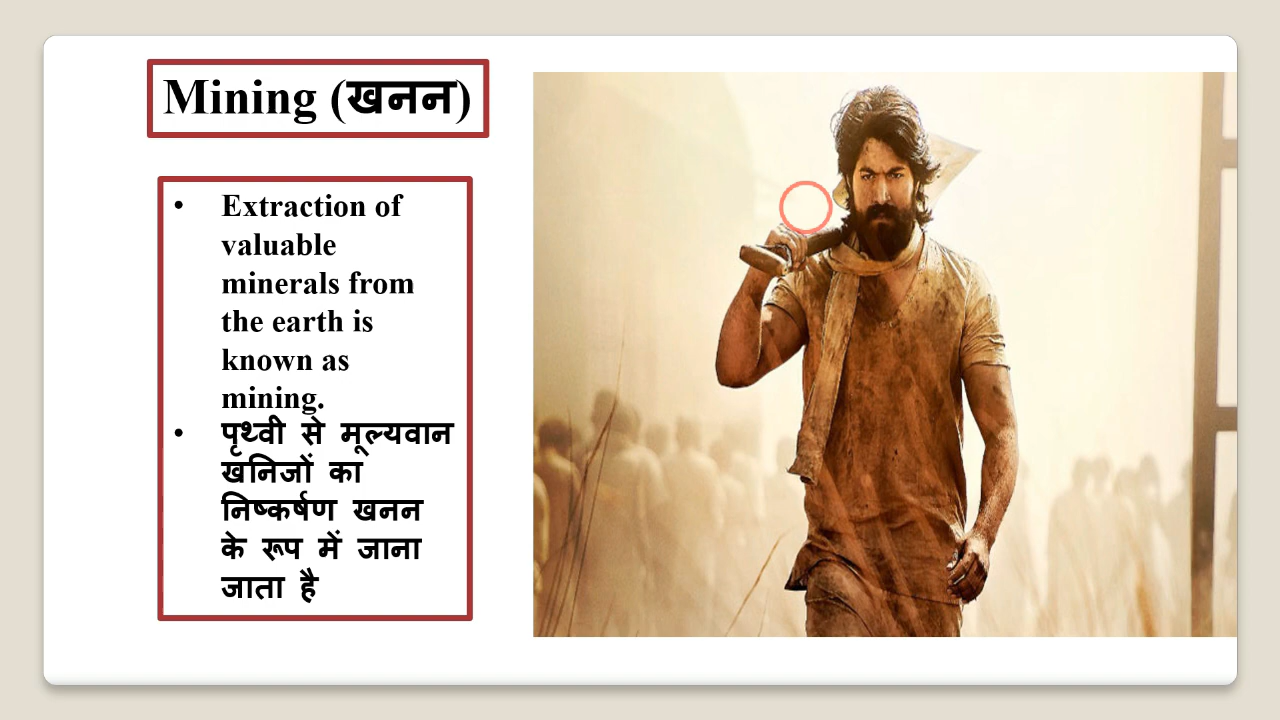 Mining (खनन)
• Extraction of
valuable
minerals from
the earth is
known as
mining.
• पृथ्वी से मूल्यवान
खनिजों का
निष्कर्षण खनन
के रूप में जाना
जाता है